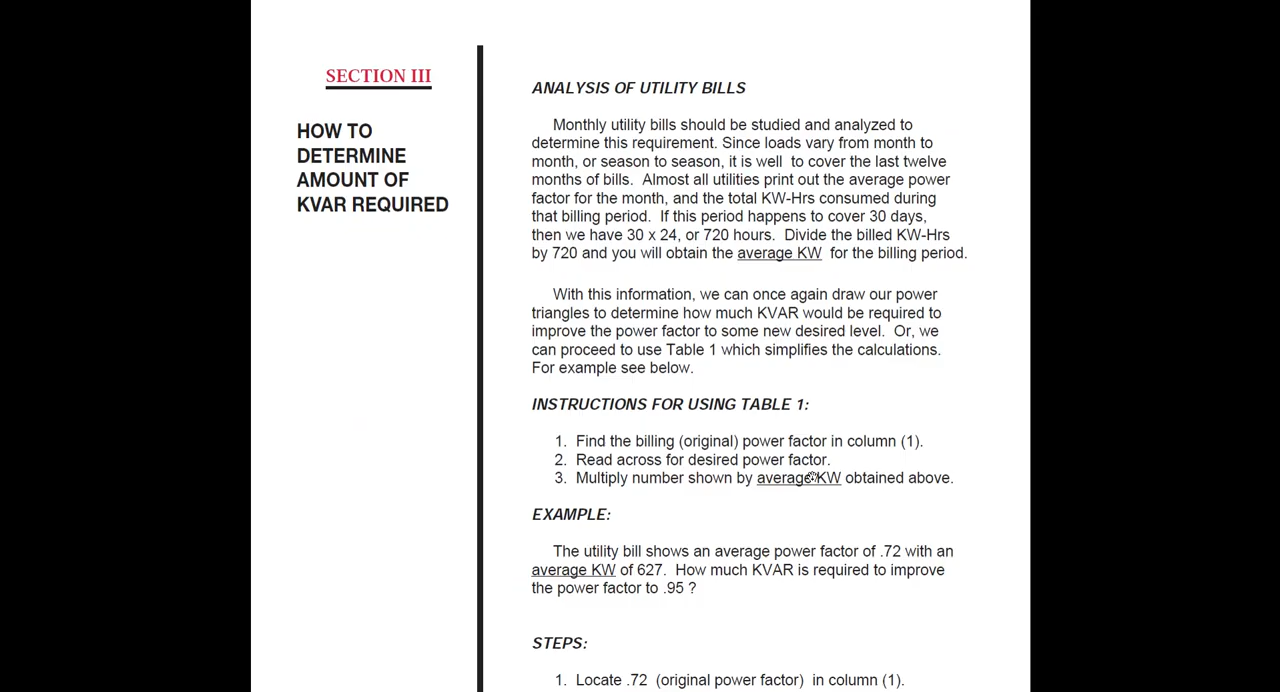 SECTION III
HOW TO
DETERMINE
AMOUNT OF
KVAR REQUIRED
ANALYSIS OF UTILITY BILLS
Monthly utility bills should be studied and analyzed to
determine this requirement. Since loads vary from month to
month, or season to season, it is well to cover the last twelve
months of bills. Almost all utilities print out the average power
factor for the month, and the total KW-Hrs consumed during
that billing period. If this period happens to cover 30 days,
then we have 30 x 24, or 720 hours. Divide the billed KW-Hrs
by 720 and you will obtain the average KW for the billing period.
With this information, we can once again draw our power
triangles to determine how much KVAR would be required to
improve the power factor to some new desired level. Or, we
can proceed to use Table 1 which simplifies the calculations.
For example see below.
INSTRUCTIONS FOR USING TABLE 1:
1. Find the billing (original) power factor in column (1).
2. Read across for desired power factor.
3. Multiply number shown by average KW obtained above.
EXAMPLE:
The utility bill shows an average power factor of .72 with an
average KW of 627. How much KVAR is required to improve
the power factor to .95 ?
STEPS:
1. Locate .72 (original power factor) in column (1).